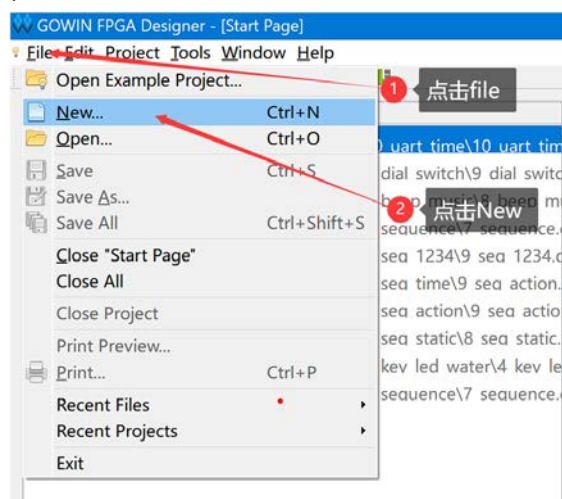 GOWIN FPGA Designer - [Start Page]
File Edit Project Tools Window Help
Open Example Project...
1 点击file
New... Ctrl+N
Open... Ctrl+O
uart time\10 uart tim
Save Ctrl+S
dial switch\9 dial switc
Save As...
beep music\8 beep mu
2 点击New
Save All Ctrl+Shift+S
sequence\7 sequence.
Close "Start Page"
seg 1234\9 seg 1234.
Close All
seg time\9 seg action.
Close Project
seg action\9 seg actio
Print Preview...
seg static\8 seg static.
Print... Ctrl+P
key led water\4 key le
Recent Files
sequence\7 sequence.
Recent Projects
Exit